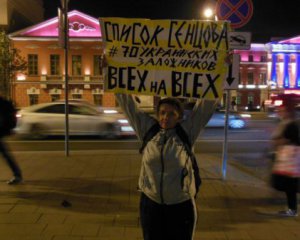 СПИСОК СЕНЦОВА
#70 УКРАИНСКИХ
ЗАЛОЖНИКОВ
ВСЕХ НА ВСЕХ